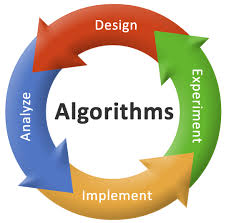 Design
Analyze
Algorithms
Experiment
Implement